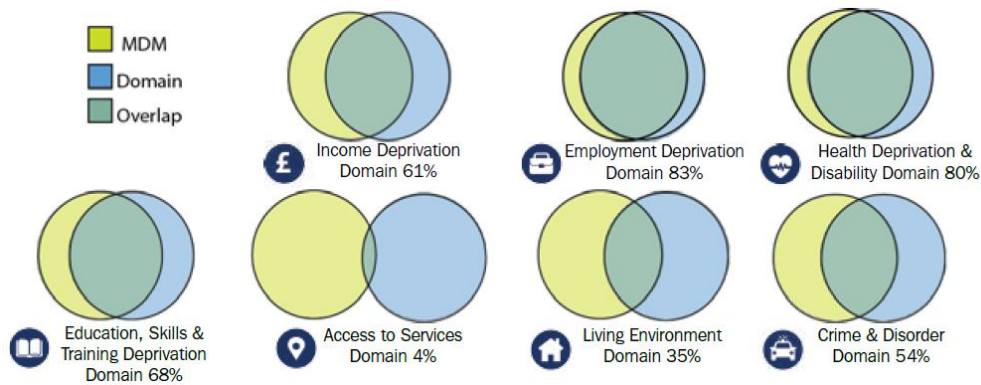 MDM
Domain
Overlap
Income Deprivation
Domain 61%
Employment Deprivation
Domain 83%
Health Deprivation &
Disability Domain 80%
Education, Skills &
Training Deprivation
Domain 68%
Access to Services
Domain 4%
Living Environment
Domain 35%
Crime & Disorder
Domain 54%
£